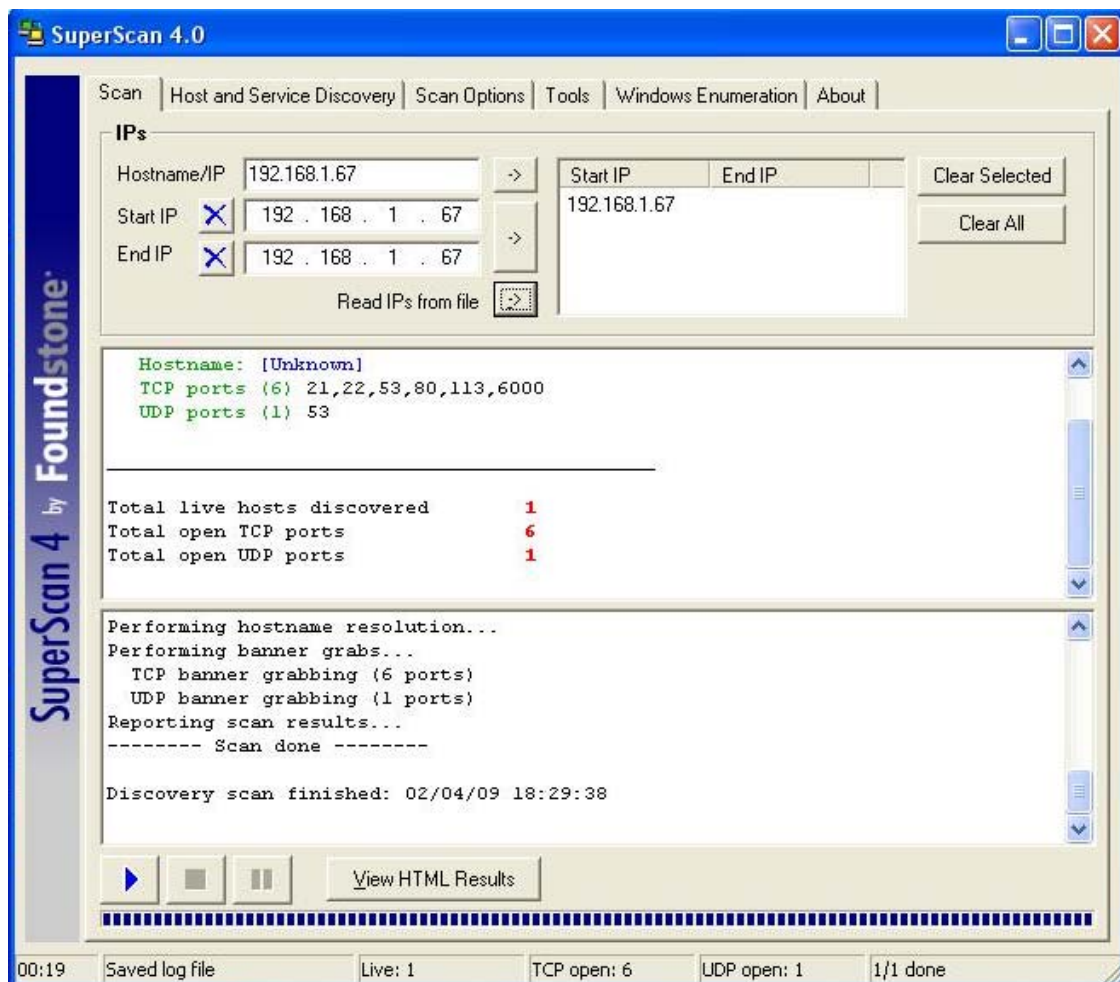 SuperScan 4.0
Scan Host and Service Discovery Scan Options Tools Windows Enumeration About
IPs
Hostname/IP 192.168.1.67 -> Start IP End IP Clear Selected
Start IP 192 . 168 . 1 . 67 192.168.1.67 Clear All
->
End IP 192 . 168 . 1 . 67
Read IPs from file ->
SuperScan 4 by Foundstone
Hostname: [Unknown]
TCP ports (6) 21,22,53,80,113,6000
UDP ports (1) 53
Total live hosts discovered 1
Total open TCP ports 6
Total open UDP ports 1
Performing hostname resolution...
Performing banner grabs...
TCP banner grabbing (6 ports)
UDP banner grabbing (1 ports)
Reporting scan results...
-------- Scan done --------
Discovery scan finished: 02/04/09 18:29:38
View HTML Results
00:19 Saved log file Live: 1 TCP open: 6 UDP open: 1 1/1 done